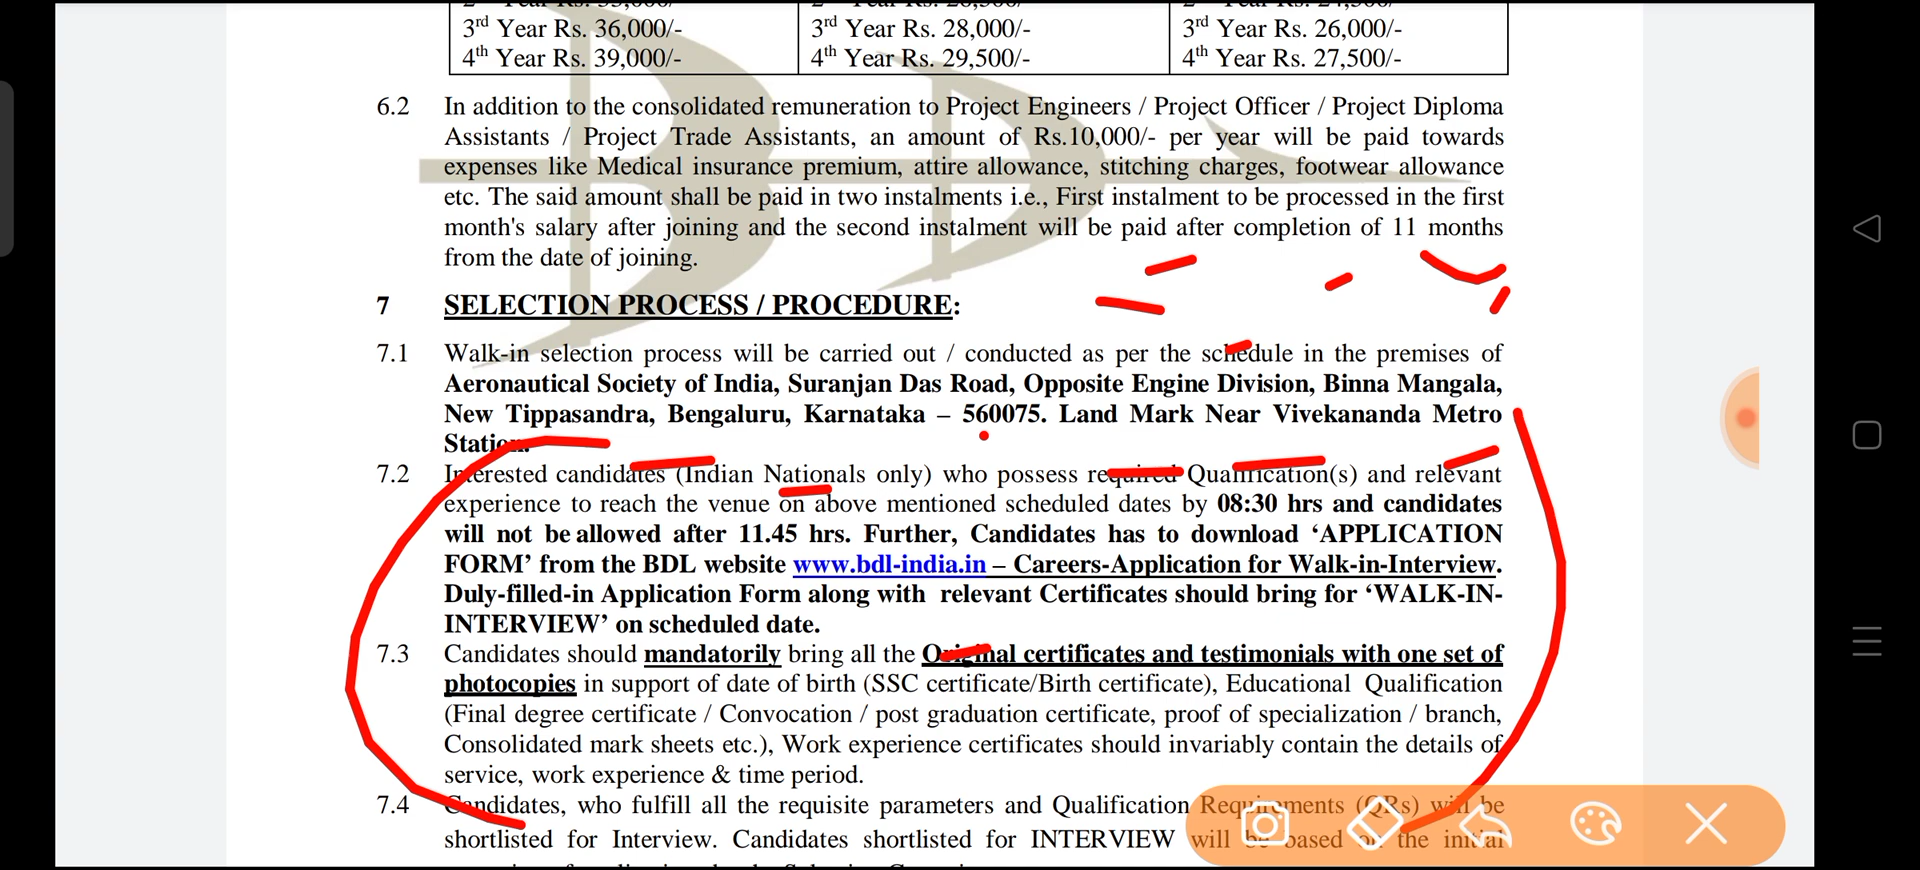 3rd Year Rs. 36,000/- 3rd Year Rs. 28,000/- 3rd Year Rs. 26,000/-
4th Year Rs. 39,000/- 4th Year Rs. 29,500/- 4th Year Rs. 27,500/-
6.2 In addition to the consolidated remuneration to Project Engineers / Project Officer / Project Diploma
Assistants / Project Trade Assistants, an amount of Rs.10,000/- per year will be paid towards
expenses like Medical insurance premium, attire allowance, stitching charges, footwear allowance
etc. The said amount shall be paid in two instalments i.e., First instalment to be processed in the first
month's salary after joining and the second instalment will be paid after completion of 11 months
from the date of joining.
7 SELECTION PROCESS / PROCEDURE:
7.1 Walk-in selection process will be carried out / conducted as per the schedule in the premises of
Aeronautical Society of India, Suranjan Das Road, Opposite Engine Division, Binna Mangala,
New Tippasandra, Bengaluru, Karnataka – 560075. Land Mark Near Vivekananda Metro
Station.
7.2 Interested candidates (Indian Nationals only) who possess required Qualification(s) and relevant
experience to reach the venue on above mentioned scheduled dates by 08:30 hrs and candidates
will not be allowed after 11.45 hrs. Further, Candidates has to download ‘APPLICATION
FORM’ from the BDL website www.bdl-india.in – Careers-Application for Walk-in-Interview.
Duly-filled-in Application Form along with relevant Certificates should bring for ‘WALK-IN-
INTERVIEW’ on scheduled date.
7.3 Candidates should mandatorily bring all the Original certificates and testimonials with one set of
photocopies in support of date of birth (SSC certificate/Birth certificate), Educational Qualification
(Final degree certificate / Convocation / post graduation certificate, proof of specialization / branch,
Consolidated mark sheets etc.), Work experience certificates should invariably contain the details of
service, work experience & time period.
7.4 Candidates, who fulfill all the requisite parameters and Qualification Requirements (QRs) will be
shortlisted for Interview. Candidates shortlisted for INTERVIEW will be based on the initial